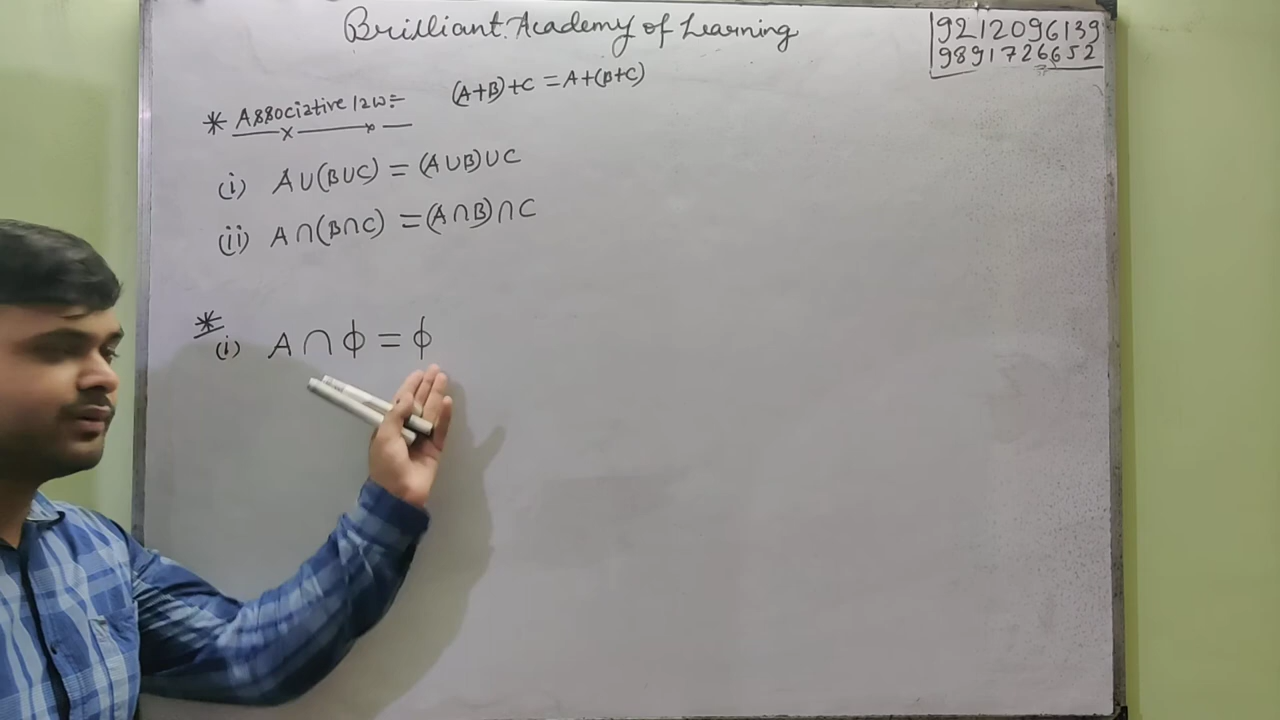 Brilliant Academy of Learning
9212096139
9891726652
* Associative law:-
(A+B)+C = A+(B+C)
(i) A∪(B∪C) = (A∪B)∪C
(ii) A∩(B∩C) = (A∩B)∩C
*
(i) A ∩ ϕ = ϕ